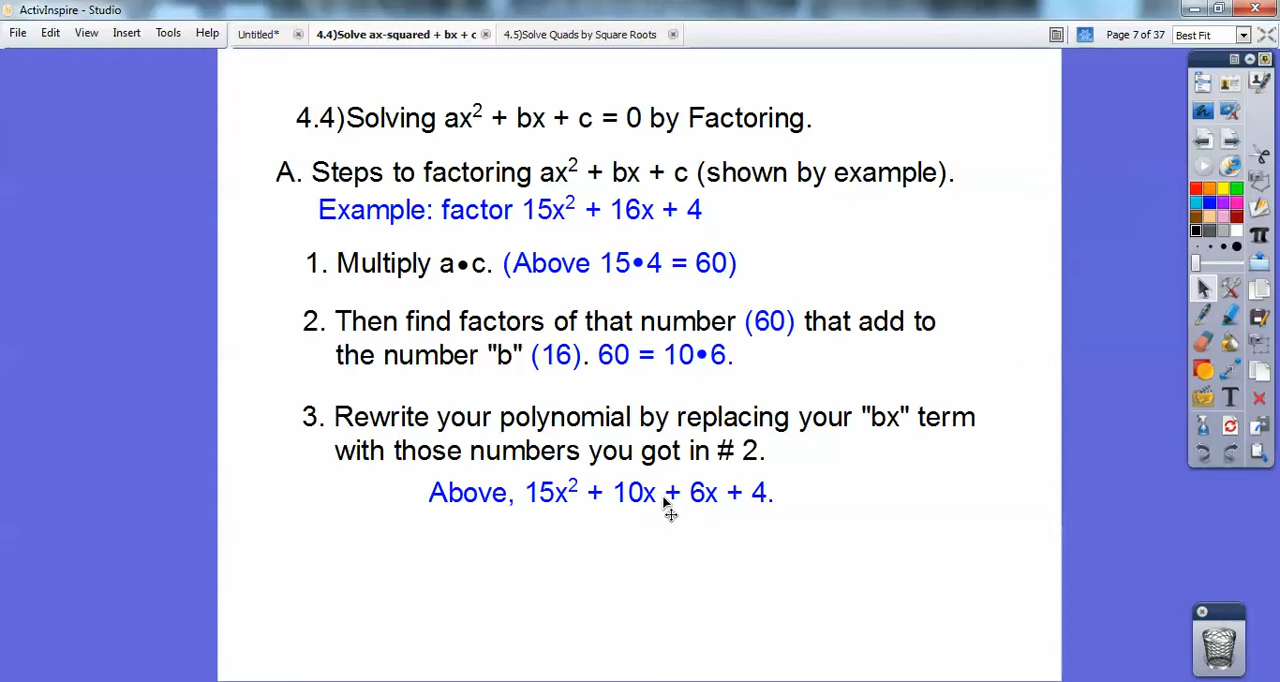 ActivInspire - Studio
File Edit View Insert Tools Help
Untitled* 4.4)Solve ax-squared + bx + c 4.5)Solve Quads by Square Roots Page 7 of 37 Best Fit
4.4)Solving ax² + bx + c = 0 by Factoring.
A. Steps to factoring ax² + bx + c (shown by example).
Example: factor 15x² + 16x + 4
1. Multiply a•c. (Above 15•4 = 60)
2. Then find factors of that number (60) that add to
the number "b" (16). 60 = 10•6.
3. Rewrite your polynomial by replacing your "bx" term
with those numbers you got in # 2.
Above, 15x² + 10x + 6x + 4.